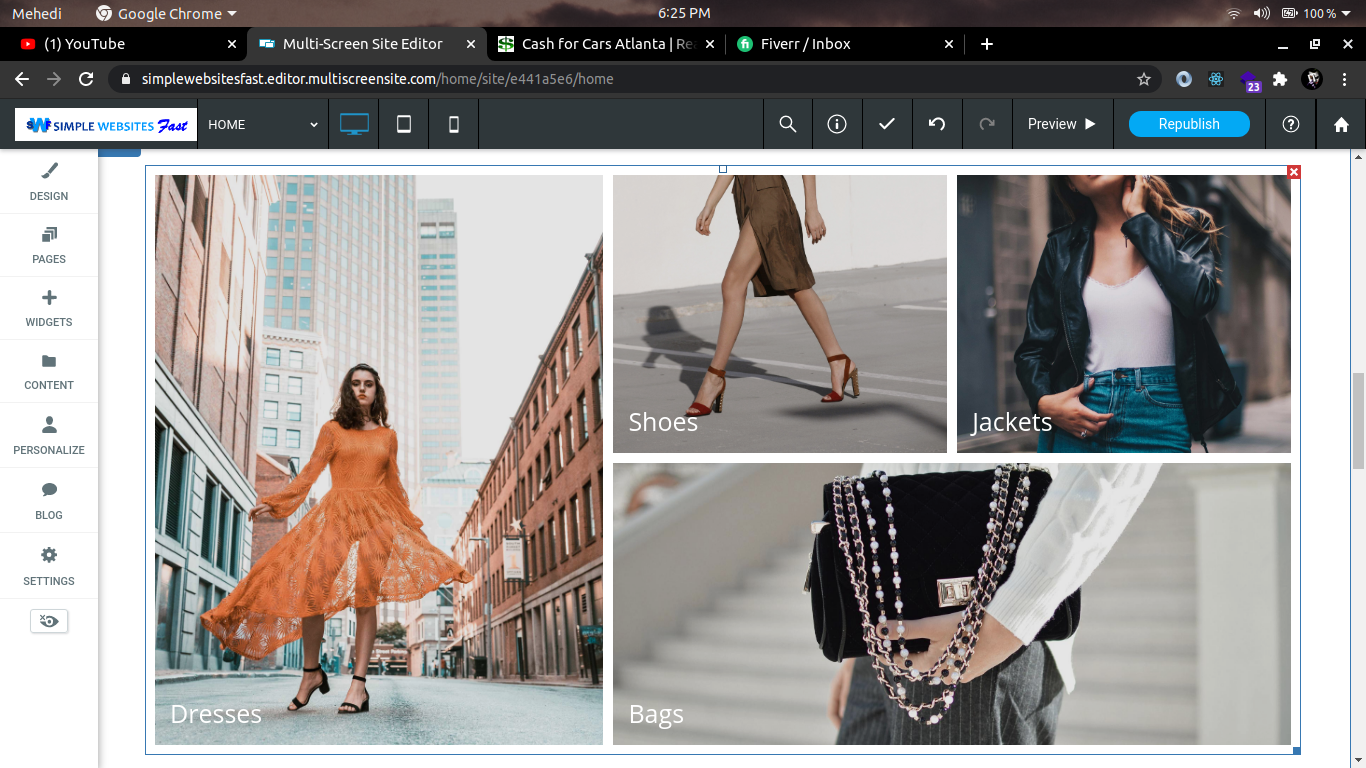 Mehedi
Google Chrome
6:25 PM
100 %
(1) YouTube
Multi-Screen Site Editor
Cash for Cars Atlanta | Re
Fiverr / Inbox
simplewebsitesfast.editor.multiscreensite.com/home/site/e441a5e6/home
23
SWF SIMPLE WEBSITES Fast
HOME
Preview
Republish
DESIGN
PAGES
WIDGETS
CONTENT
PERSONALIZE
BLOG
SETTINGS
Dresses
Shoes
Jackets
Bags